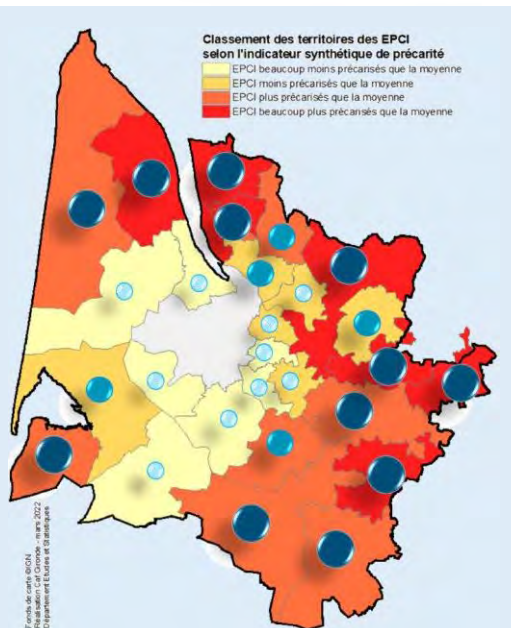 Classement des territoires des EPCI
selon l'indicateur synthétique de précarité
EPCI beaucoup moins précarisés que la moyenne
EPCI moins précarisés que la moyenne
EPCI plus précarisés que la moyenne
EPCI beaucoup plus précarisés que la moyenne
Fonds de carte ©IGN
Réalisation Caf Gironde - mars 2022
Département Etudes et Statistiques